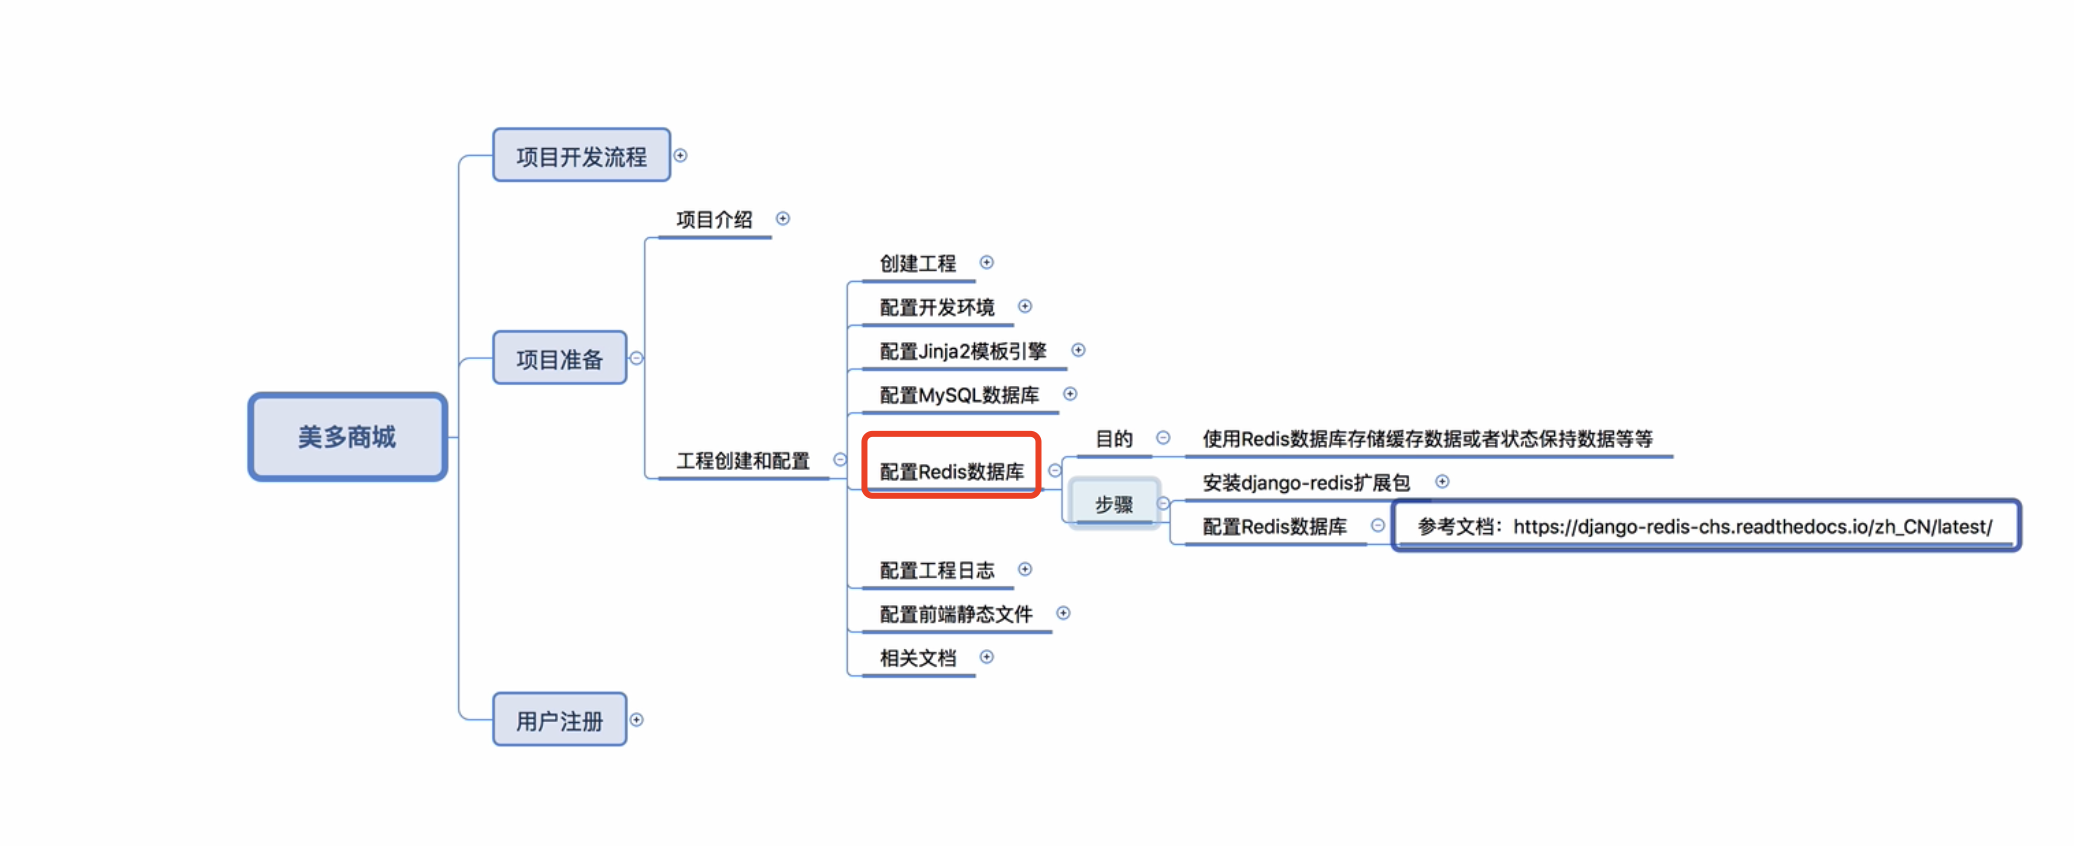 美多商城
项目开发流程
项目准备
项目介绍
工程创建和配置
创建工程
配置开发环境
配置Jinja2模板引擎
配置MySQL数据库
配置Redis数据库
目的
使用Redis数据库存储缓存数据或者状态保持数据等等
步骤
安装django-redis扩展包
配置Redis数据库
参考文档：https://django-redis-chs.readthedocs.io/zh_CN/latest/
配置工程日志
配置前端静态文件
相关文档
用户注册